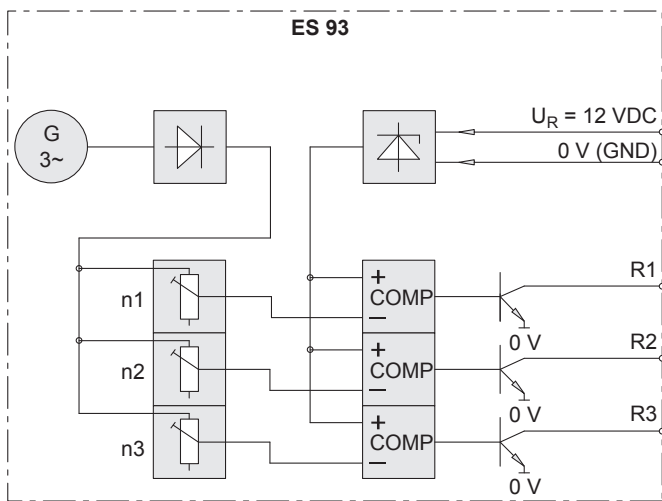 ES 93
G
3~
U_R = 12 VDC
0 V (GND)
n1
+
COMP
−
R1
0 V
n2
+
COMP
−
R2
0 V
n3
+
COMP
−
R3
0 V